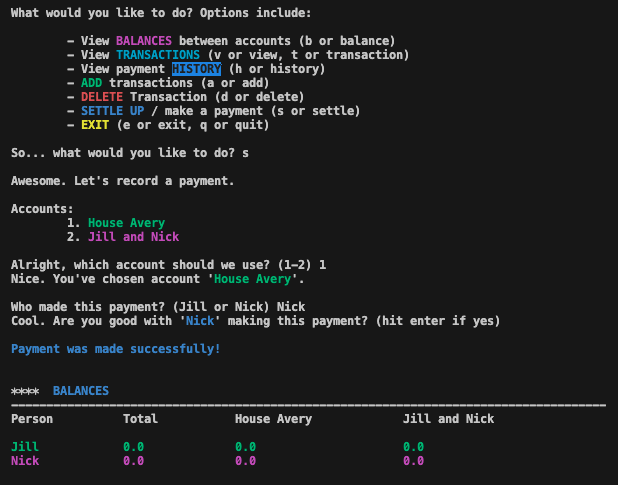 What would you like to do? Options include:
- View BALANCES between accounts (b or balance)
- View TRANSACTIONS (v or view, t or transaction)
- View payment HISTORY (h or history)
- ADD transactions (a or add)
- DELETE Transaction (d or delete)
- SETTLE UP / make a payment (s or settle)
- EXIT (e or exit, q or quit)
So... what would you like to do? s
Awesome. Let's record a payment.
Accounts:
1. House Avery
2. Jill and Nick
Alright, which account should we use? (1-2) 1
Nice. You've chosen account 'House Avery'.
Who made this payment? (Jill or Nick) Nick
Cool. Are you good with 'Nick' making this payment? (hit enter if yes)
Payment was made successfully!
**** BALANCES
-------------------------------------------------------------------------------------
Person Total House Avery Jill and Nick
Jill 0.0 0.0 0.0
Nick 0.0 0.0 0.0